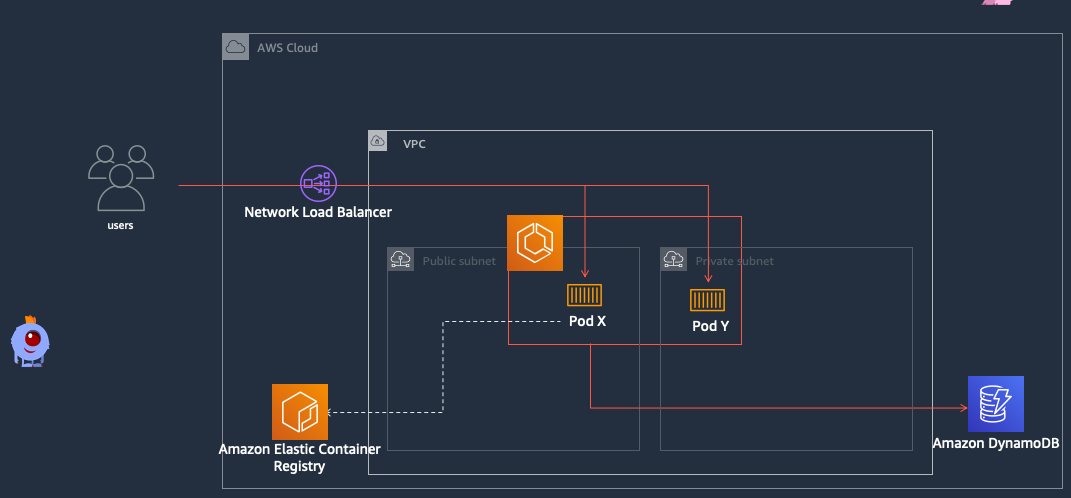 AWS Cloud
VPC
users
Network Load Balancer
Public subnet
Private subnet
Pod X
Pod Y
Amazon Elastic Container
Registry
Amazon DynamoDB